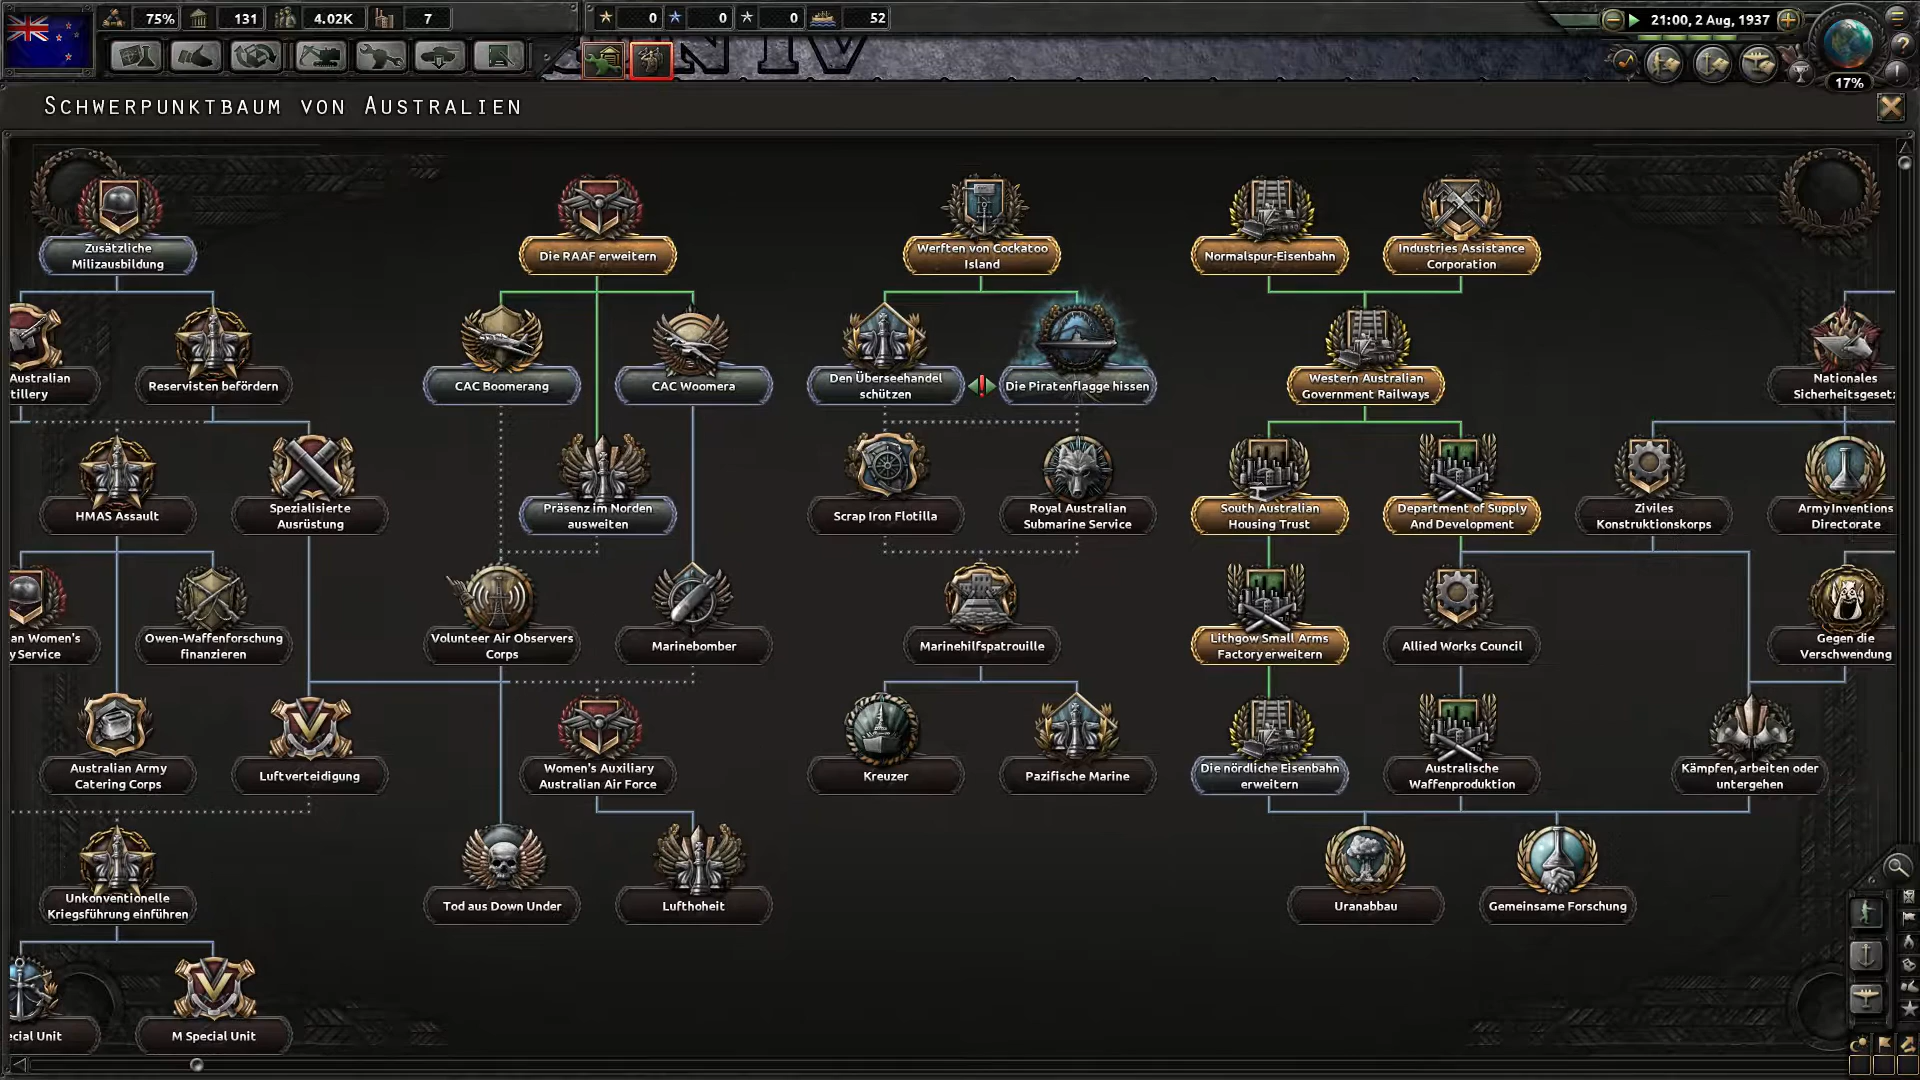 75%
131
4.02K
7
0
0
0
52
21:00, 2 Aug, 1937
17%
N IV
Schwerpunktbaum von Australien
Zusätzliche
Milizausbildung
Die RAAF erweitern
Werften von Cockatoo
Island
Normalspur-Eisenbahn
Industries Assistance
Corporation
Australian
tillery
Reservisten befördern
CAC Boomerang
CAC Woomera
Den Überseehandel
schützen
Die Piratenflagge hissen
Western Australian
Government Railways
Nationales
Sicherheitsgesetz
HMAS Assault
Spezialisierte
Ausrüstung
Präsenz im Norden
ausweiten
Scrap Iron Flotilla
Royal Australian
Submarine Service
South Australian
Housing Trust
Department of Supply
And Development
Ziviles
Konstruktionskorps
Army Inventions
Directorate
an Women's
y Service
Owen-Waffenforschung
finanzieren
Volunteer Air Observers
Corps
Marinebomber
Marinehilfspatrouille
Lithgow Small Arms
Factory erweitern
Allied Works Council
Gegen die
Verschwendung
Australian Army
Catering Corps
Luftverteidigung
Women's Auxiliary
Australian Air Force
Kreuzer
Pazifische Marine
Die nördliche Eisenbahn
erweitern
Australische
Waffenproduktion
Kämpfen, arbeiten oder
untergehen
Unkonventionelle
Kriegsführung einführen
Tod aus Down Under
Lufthoheit
Uranabbau
Gemeinsame Forschung
ecial Unit
M Special Unit